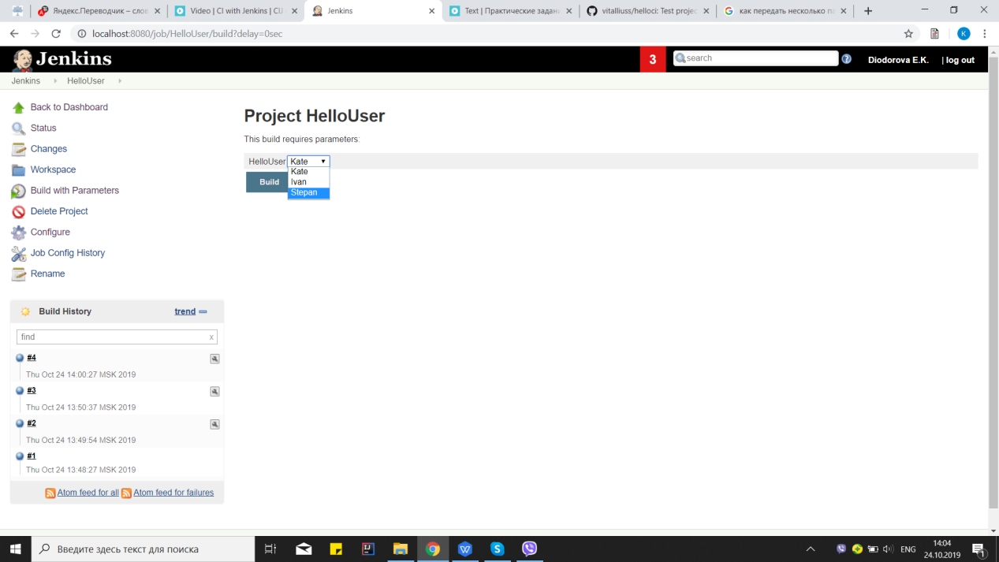 Яндекс.Переводчик – слов
Video | CI with Jenkins | CU
Jenkins
Text | Практические задани
vitalliuss/helloci: Test projec
как передать несколько па
localhost:8080/job/HelloUser/build?delay=0sec
K
Jenkins
3
search
?
Diodorova E.K.
| log out
Jenkins
HelloUser
Back to Dashboard
Status
Changes
Workspace
Build with Parameters
Delete Project
Configure
Job Config History
Rename
Project HelloUser
This build requires parameters:
HelloUser
Kate
Kate
Ivan
Stepan
Build
Build History
trend
find
x
#4
Thu Oct 24 14:00:27 MSK 2019
#3
Thu Oct 24 13:50:37 MSK 2019
#2
Thu Oct 24 13:49:54 MSK 2019
#1
Thu Oct 24 13:48:27 MSK 2019
Atom feed for all
Atom feed for failures
Введите здесь текст для поиска
ENG
14:04
24.10.2019
1